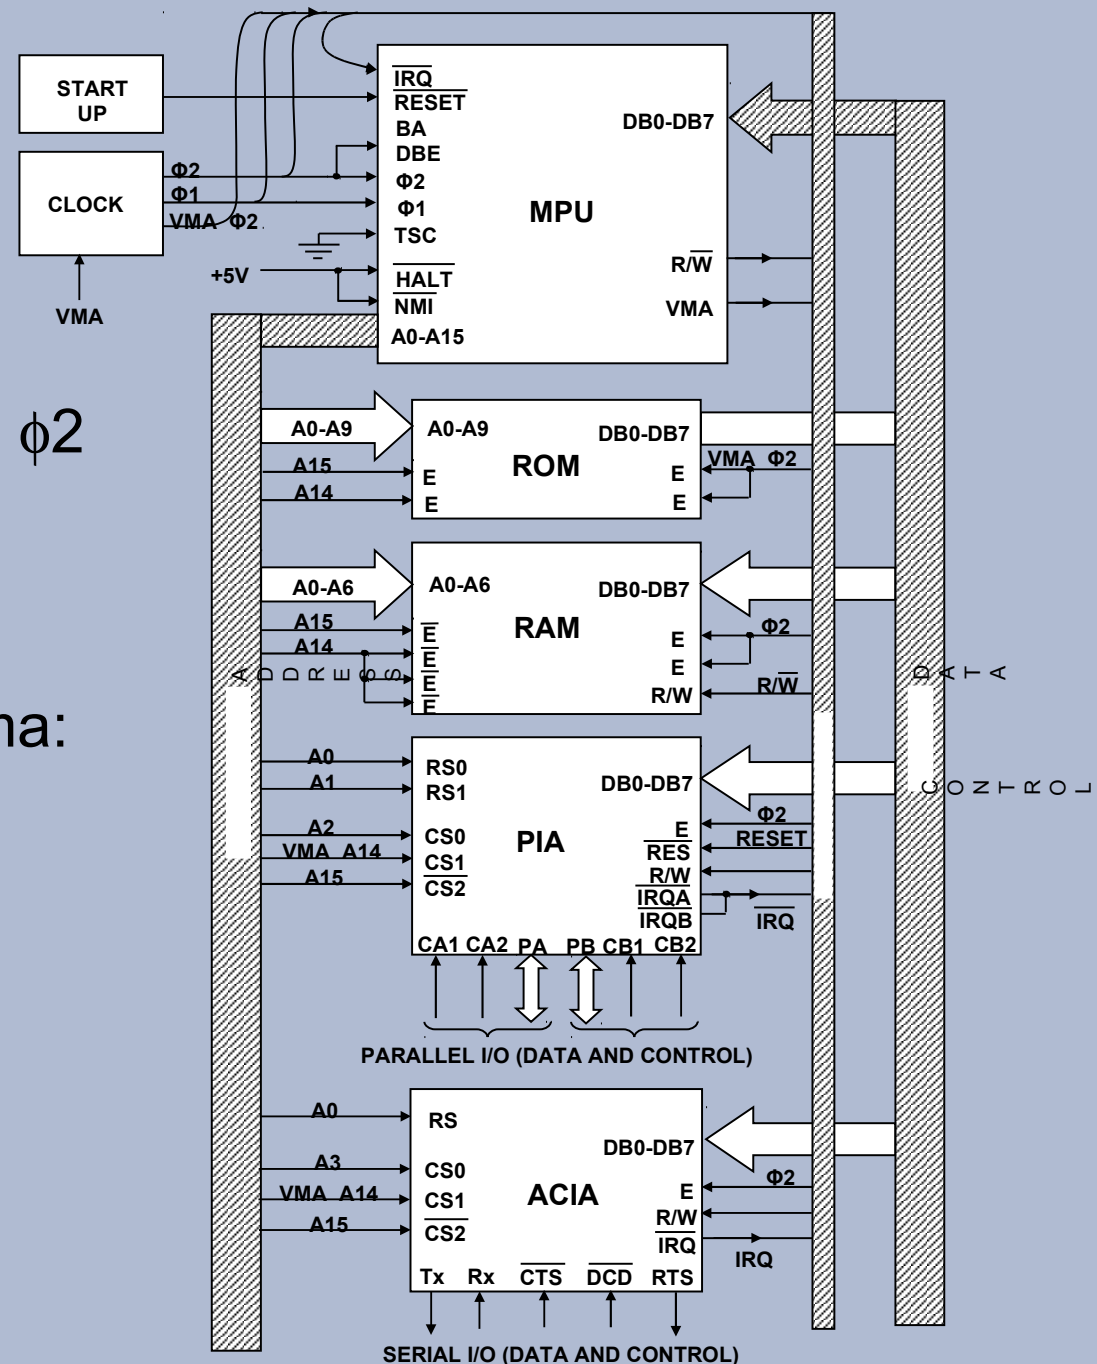 START
UP
CLOCK
VMA
Φ2
Φ1
VMA Φ2
+5V
IRQ
RESET
BA
DBE
Φ2
Φ1
TSC
HALT
NMI
A0-A15
MPU
DB0-DB7
R/W
VMA
ϕ2
A0-A9
A15
A14
A0-A9
E
E
ROM
DB0-DB7
E
E
VMA Φ2
A0-A6
A15
A14
A0-A6
E
E
E
E
RAM
DB0-DB7
E
E
R/W
Φ2
R/W
ADDRESS
DATA
CONTROL
na:
A0
A1
A2
VMA A14
A15
RS0
RS1
CS0
CS1
CS2
PIA
DB0-DB7
E
RES
R/W
IRQA
IRQB
Φ2
RESET
IRQ
CA1 CA2 PA PB CB1 CB2
PARALLEL I/O (DATA AND CONTROL)
A0
A3
VMA A14
A15
RS
CS0
CS1
CS2
ACIA
DB0-DB7
E
R/W
IRQ
Φ2
IRQ
Tx Rx CTS DCD RTS
SERIAL I/O (DATA AND CONTROL)